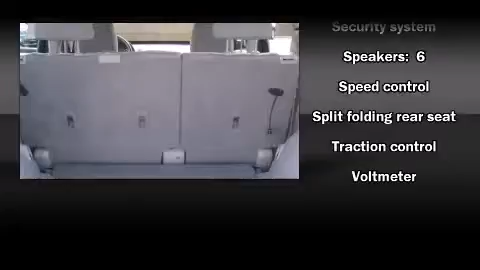 Security system
Speakers: 6
Speed control
Split folding rear seat
Traction control
Voltmeter